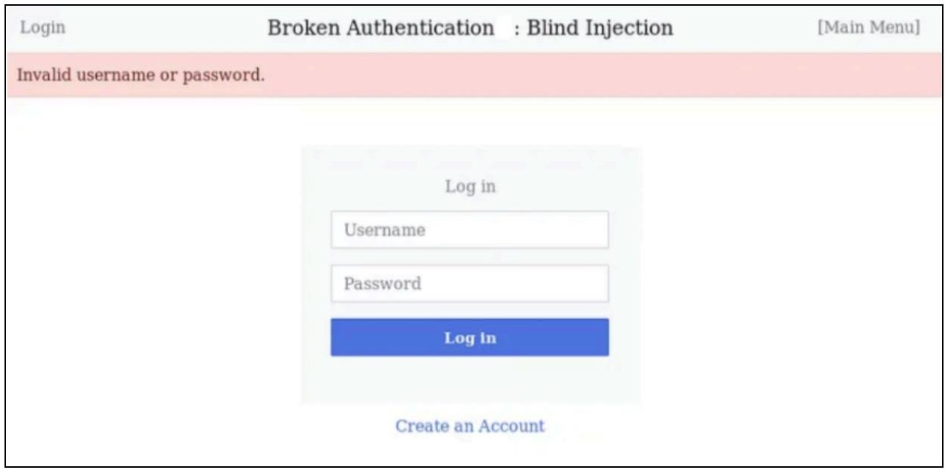 Login Broken Authentication : Blind Injection [Main Menu]
Invalid username or password.
Log in
Username
Password
Log in
Create an Account